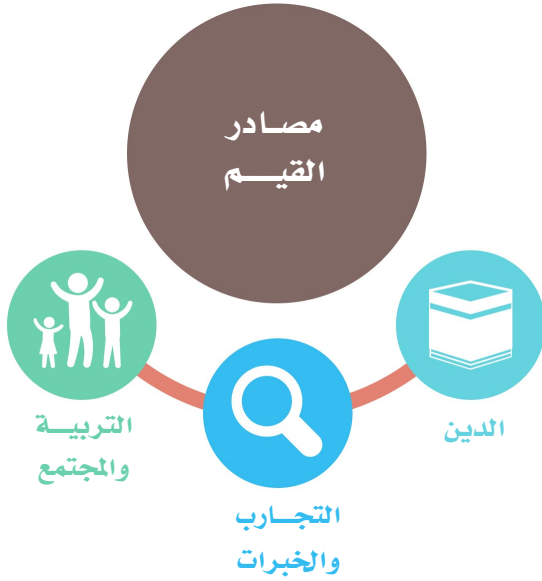 مصادر
القيم
الدين
التجارب
والخبرات
التربية
والمجتمع